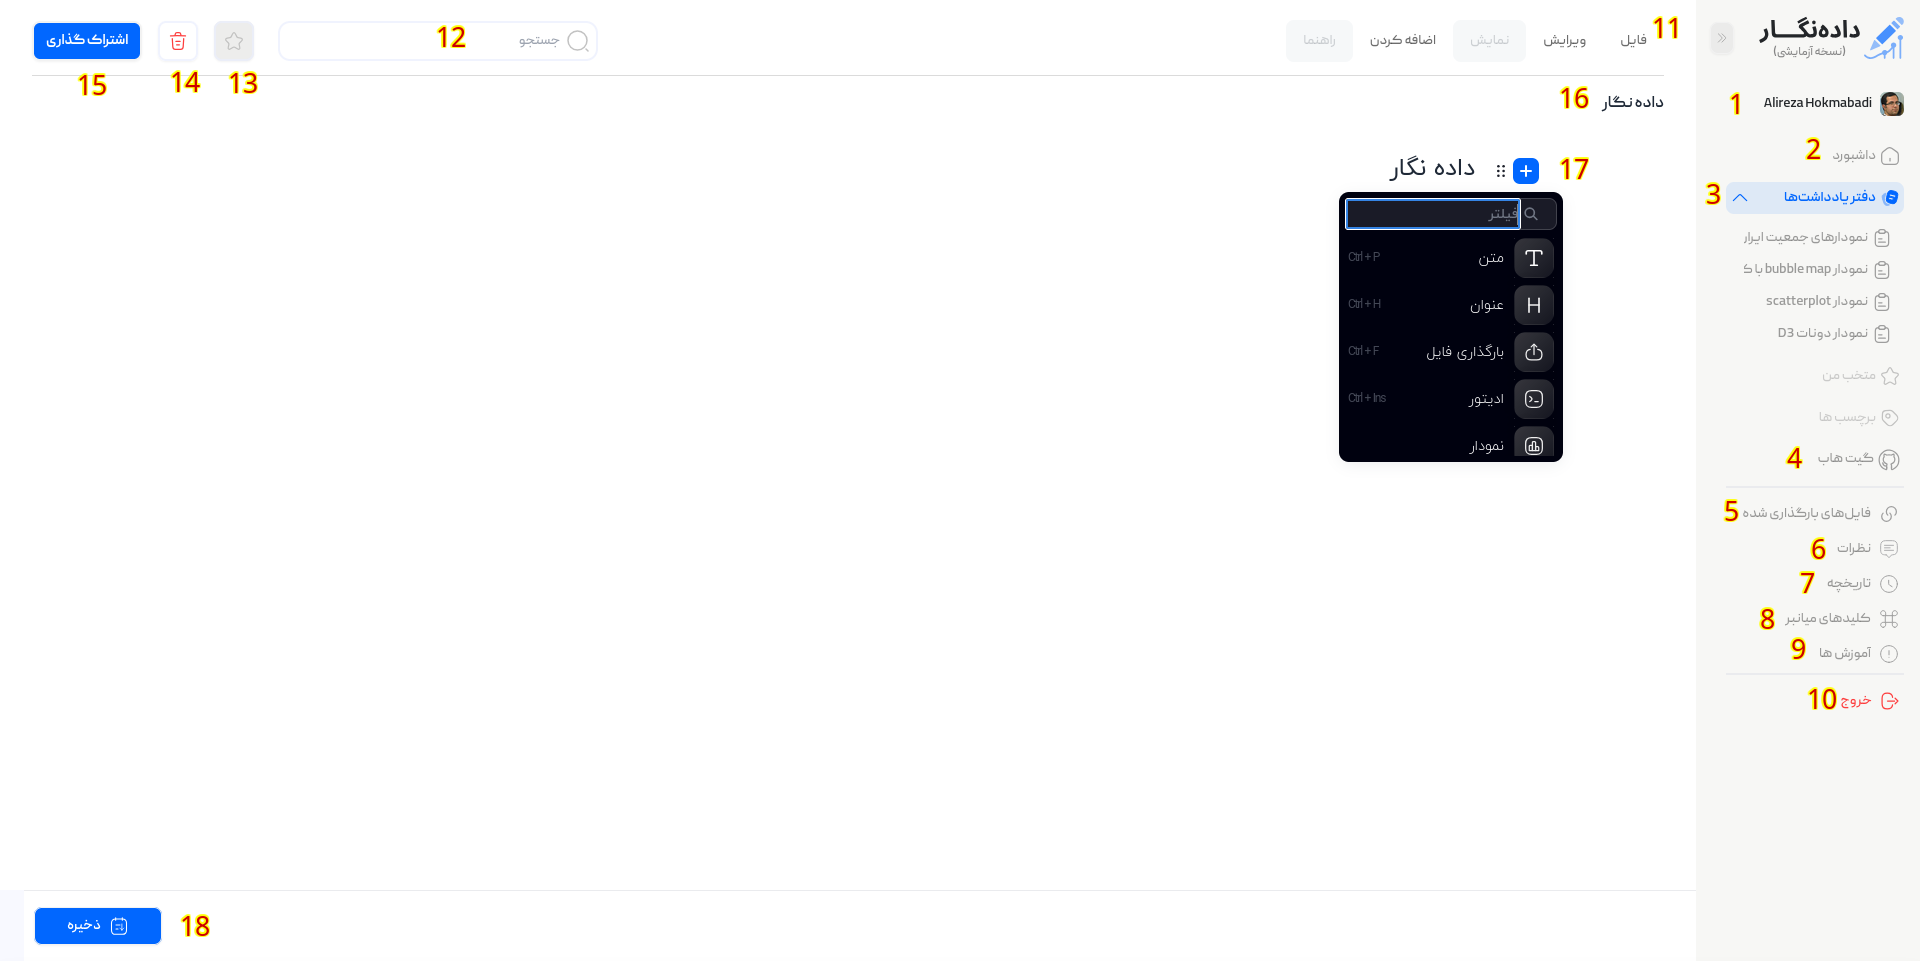 داده‌نگـــار
(نسخه آزمایشی)
1 Alireza Hokmabadi
داشبورد 2
دفتر یادداشت‌ها 3
نمودارهای جمعیت ایران
نمودار bubble map با ک
نمودار scatterplot
نمودار دونات D3
متخب من
برچسب ها
گیت هاب 4
فایل‌های بارگذاری شده 5
نظرات 6
تاریخچه 7
کلیدهای میانبر 8
آموزش ها 9
خروج 10
11 فایل ویرایش نمایش اضافه کردن راهنما
جستجو 12
13
14
اشتراک گذاری
15
داده نگار 16
17 داده نگار
فیلتر
متن Ctrl + P
عنوان Ctrl + H
بارگذاری فایل Ctrl + F
ادیتور Ctrl + Ins
نمودار
18 ذخیره